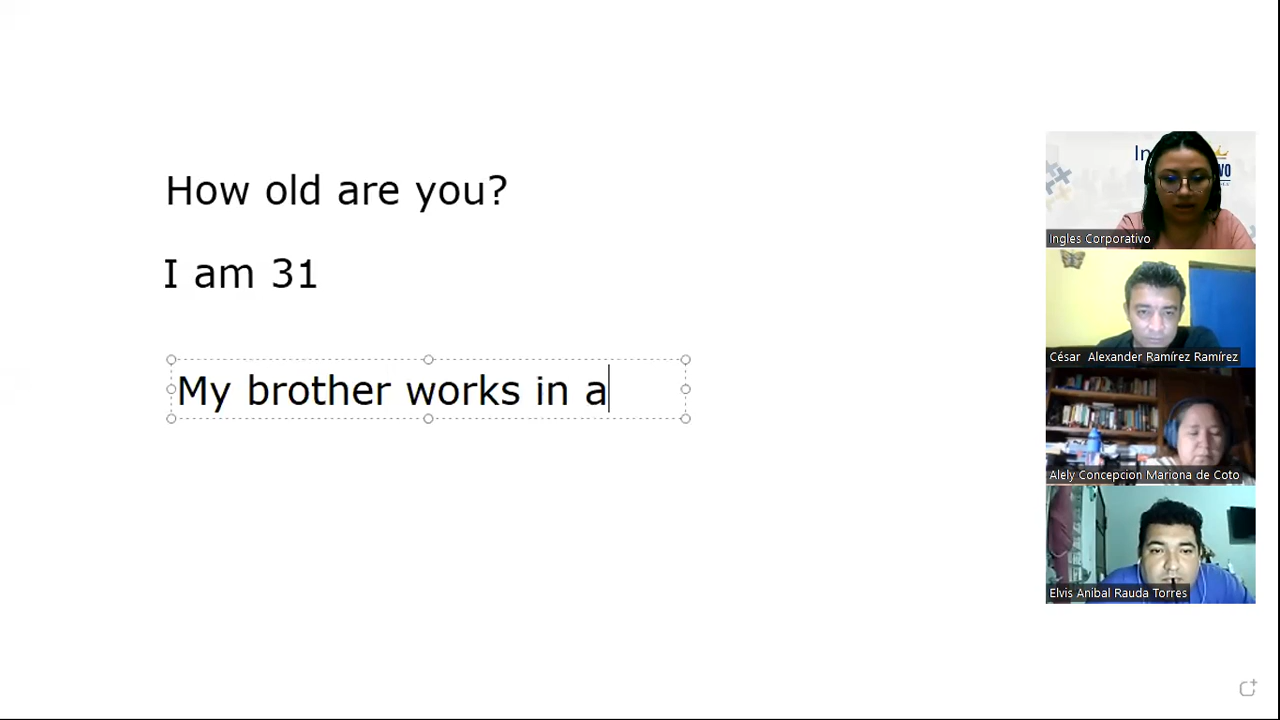 How old are you?
I am 31
My brother works in a
Ingles Corporativo
César Alexander Ramírez Ramírez
Alely Concepcion Mariona de Coto
Elvis Anibal Rauda Torres